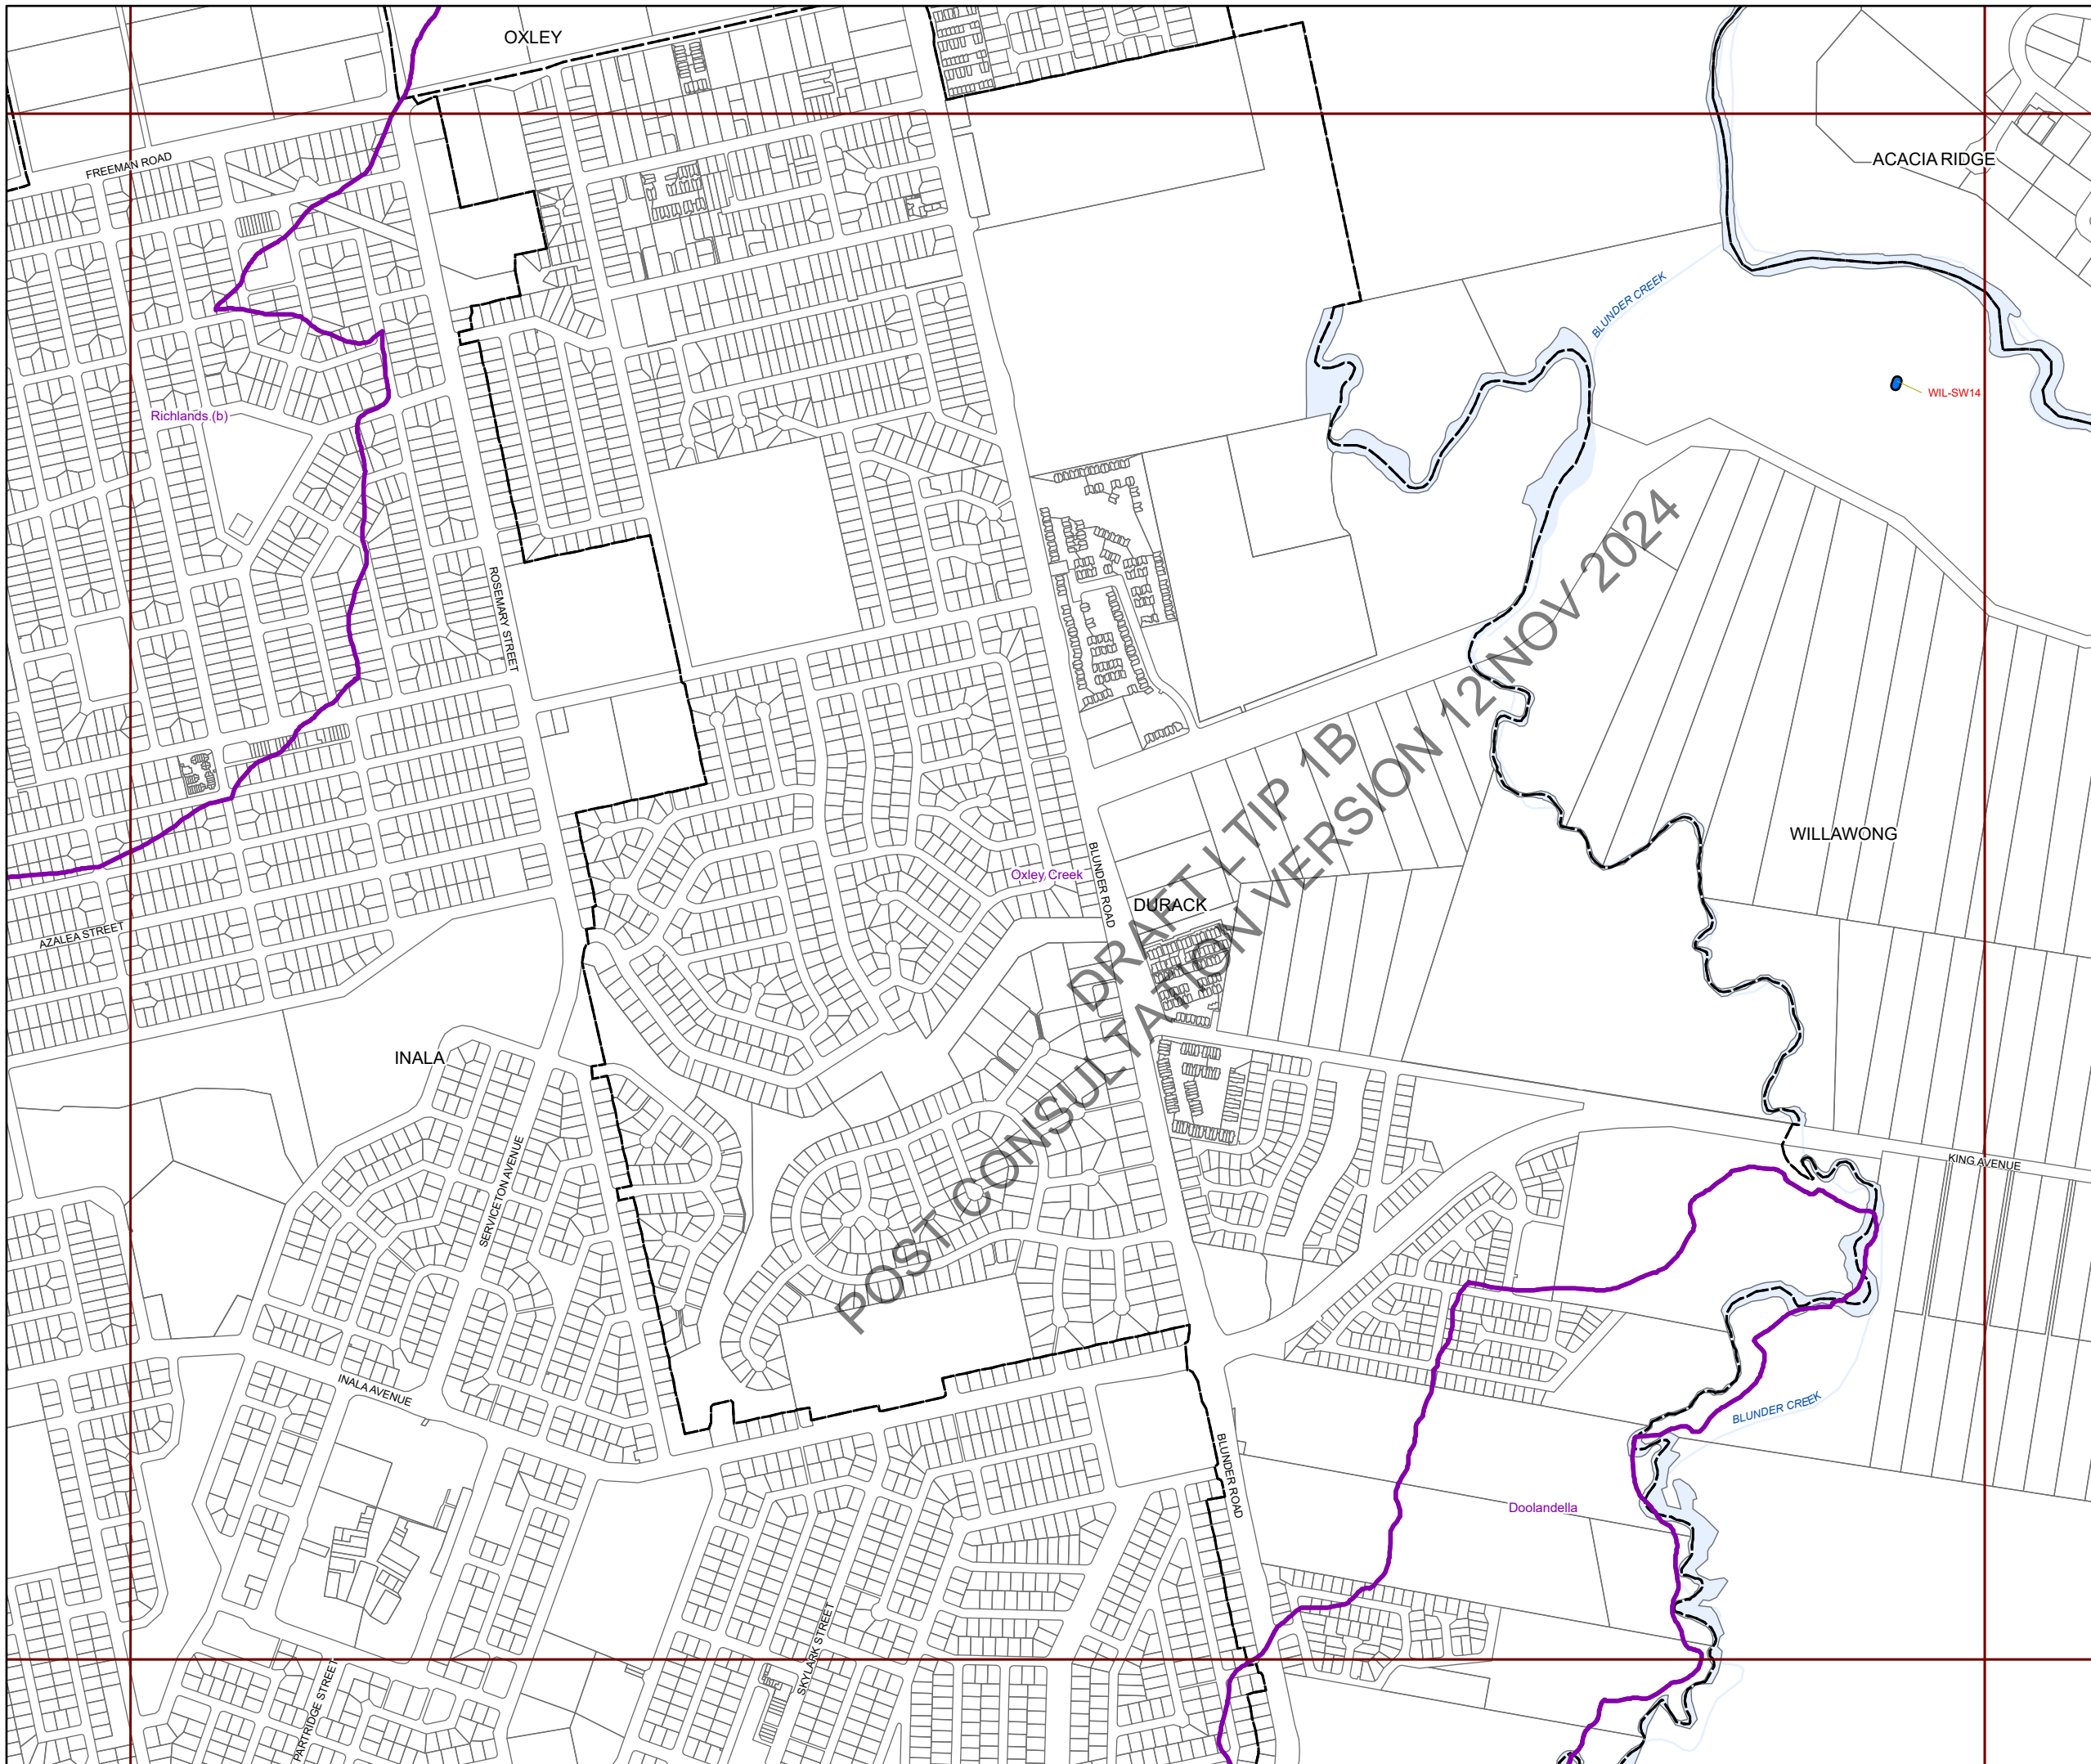 OXLEY
ACACIA RIDGE
FREEMAN ROAD
BLUNDER CREEK
WIL-SW14
Richlands (b)
ROSEMARY STREET
WILLAWONG
BLUNDER ROAD
Oxley Creek
DURACK
AZALEA STREET
DRAFT LTIP 1B
POST CONSULTATION VERSION 12 NOV 2024
INALA
SERVICETON AVENUE
KING AVENUE
INALA AVENUE
BLUNDER CREEK
BLUNDER ROAD
Doolandella
SKYLARK STREET
PARTRIDGE STREET